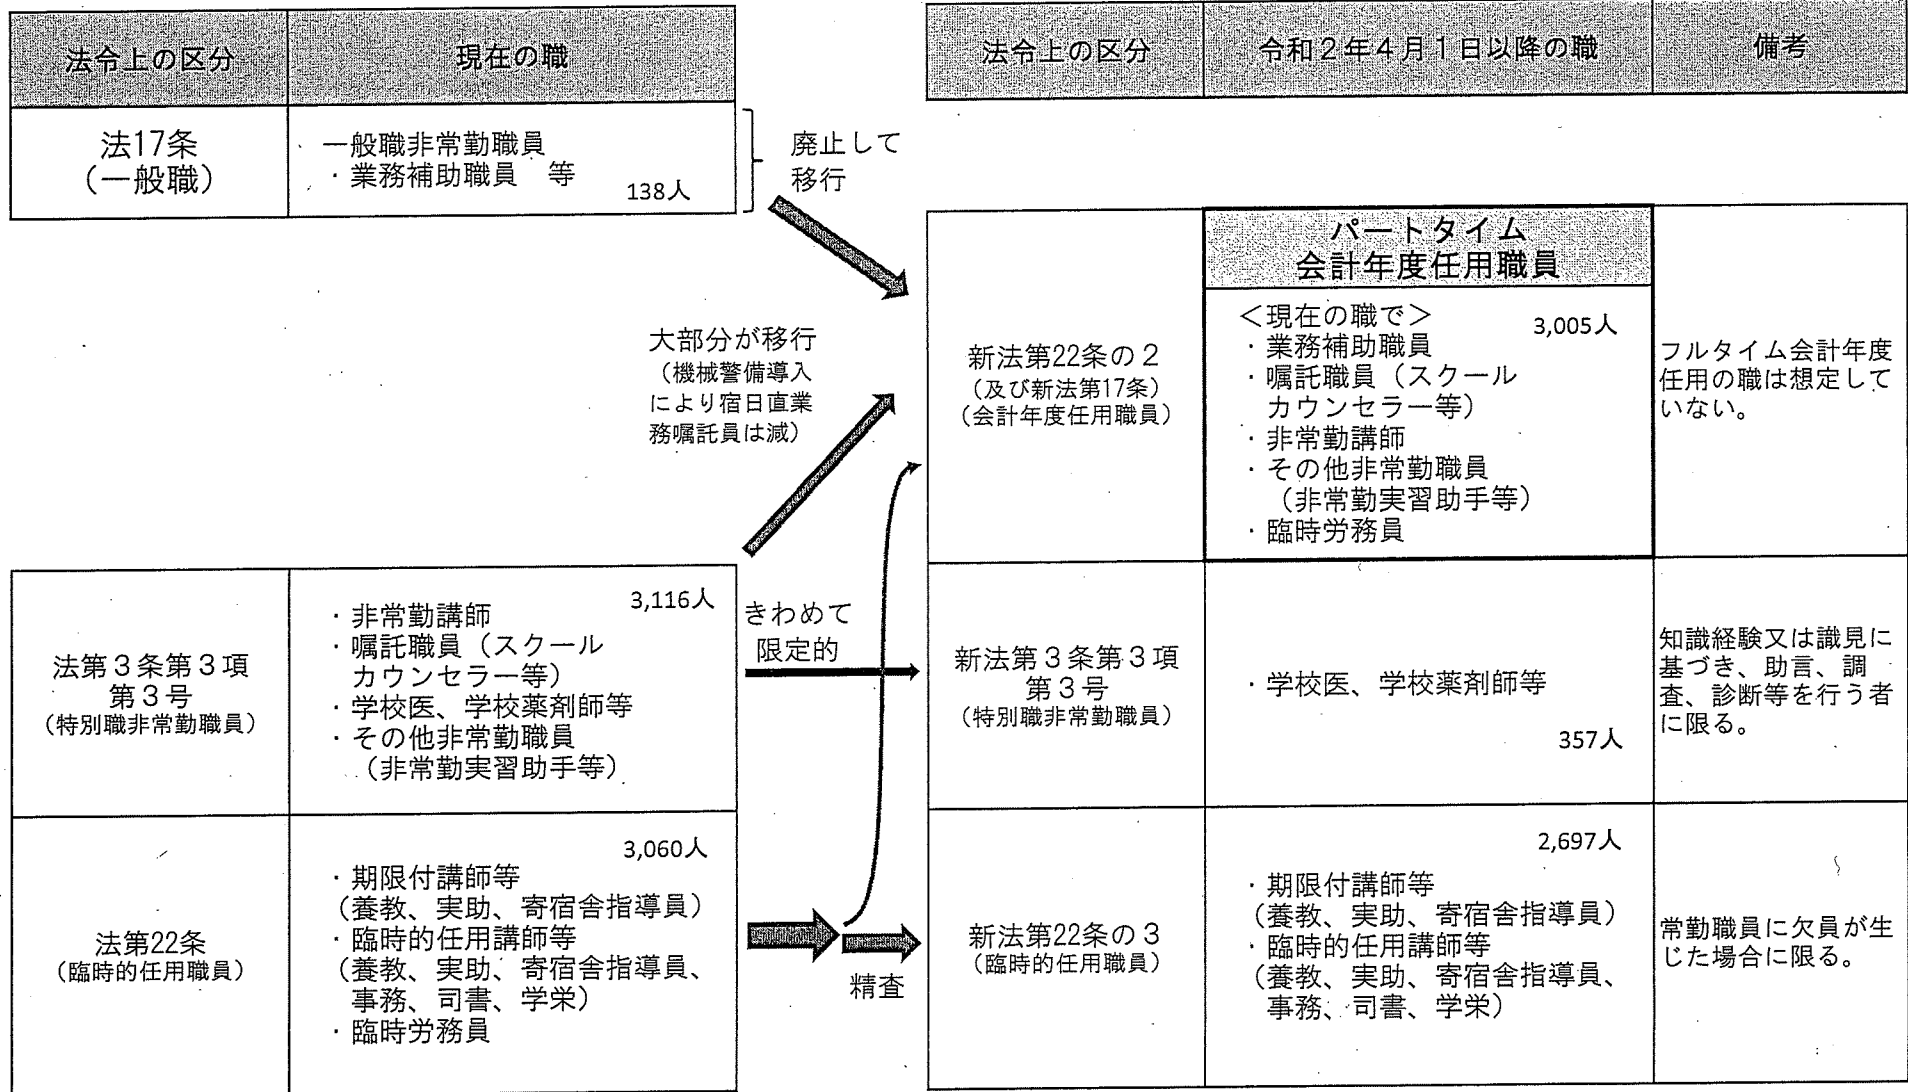 法令上の区分
現在の職
法17条
（一般職）
一般職非常勤職員
・業務補助職員　等
138人
廃止して
移行
大部分が移行
（機械警備導入
により宿日直業
務嘱託員は減）
法第３条第３項
第３号
（特別職非常勤職員）
3,116人
・非常勤講師
・嘱託職員（スクール
カウンセラー等）
・学校医、学校薬剤師等
・その他非常勤職員
（非常勤実習助手等）
きわめて
限定的
法第22条
（臨時的任用職員）
3,060人
・期限付講師等
（養教、実助、寄宿舎指導員）
・臨時的任用講師等
（養教、実助、寄宿舎指導員、
事務、司書、学栄）
・臨時労務員
精査
法令上の区分
令和２年４月１日以降の職
備考
新法第22条の２
（及び新法第17条）
（会計年度任用職員）
パートタイム
会計年度任用職員
＜現在の職で＞
3,005人
・業務補助職員
・嘱託職員（スクール
カウンセラー等）
・非常勤講師
・その他非常勤職員
（非常勤実習助手等）
・臨時労務員
フルタイム会計年度
任用の職は想定して
いない。
新法第３条第３項
第３号
（特別職非常勤職員）
・学校医、学校薬剤師等
357人
知識経験又は識見に
基づき、助言、調
査、診断等を行う者
に限る。
新法第22条の３
（臨時的任用職員）
2,697人
・期限付講師等
（養教、実助、寄宿舎指導員）
・臨時的任用講師等
（養教、実助、寄宿舎指導員、
事務、司書、学栄）
常勤職員に欠員が生
じた場合に限る。